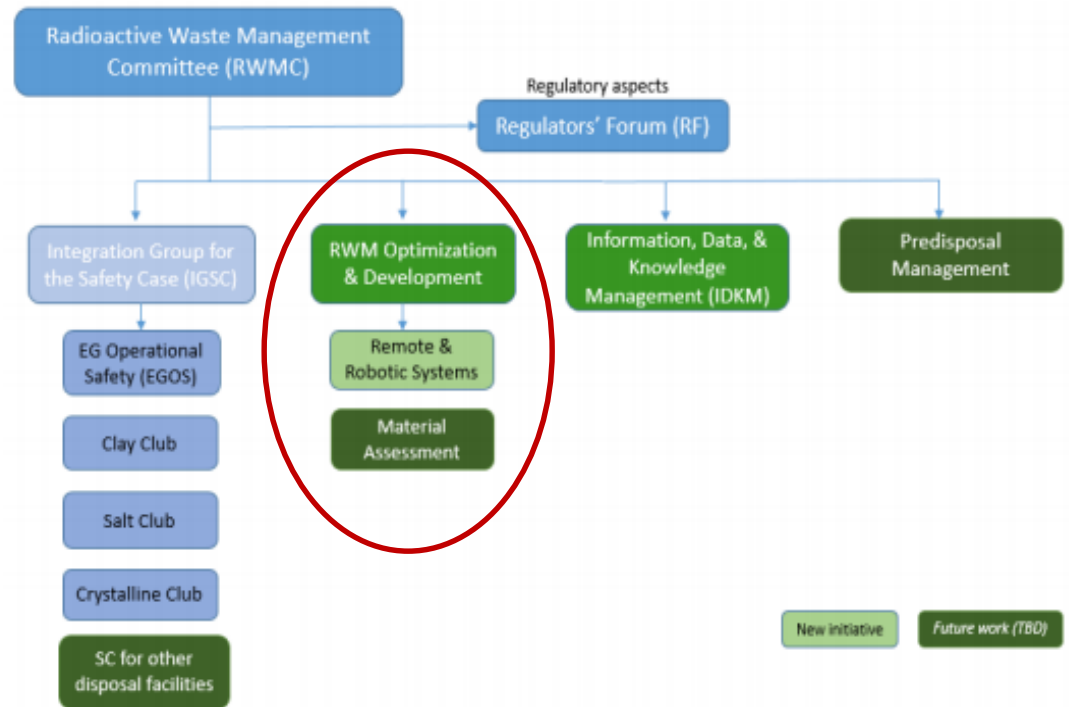 Radioactive Waste Management
Committee (RWMC)
Regulatory aspects
Regulators' Forum (RF)
Integration Group for
the Safety Case (IGSC)
RWM Optimization
& Development
Information, Data, &
Knowledge
Management (IDKM)
Predisposal
Management
EG Operational
Safety (EGOS)
Remote &
Robotic Systems
Clay Club
Material
Assessment
Salt Club
Crystalline Club
SC for other
disposal facilities
New initiative
Future work (TBD)